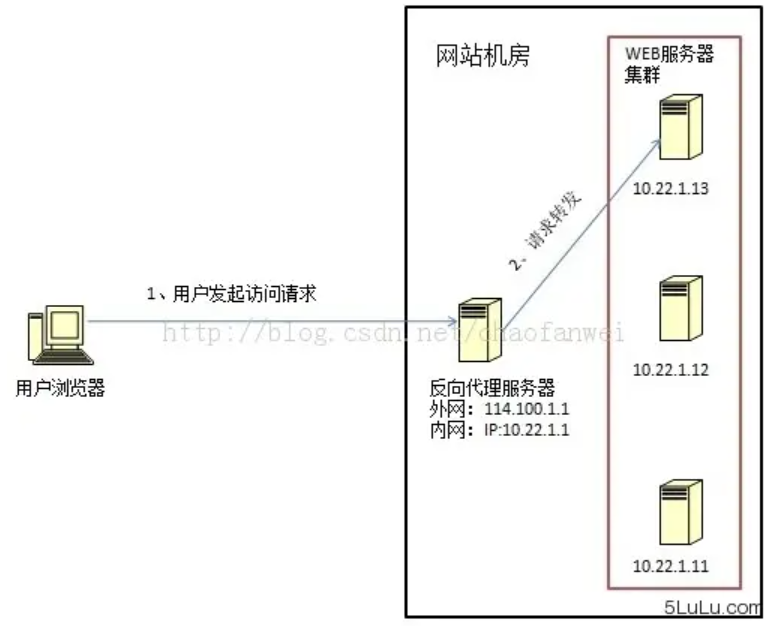 网站机房
WEB服务器
集群
10.22.1.13
2、请求转发
1、用户发起访问请求
http://blog.csdn.net/chaofanwei
10.22.1.12
用户浏览器
反向代理服务器
外网：114.100.1.1
内网：IP:10.22.1.1
10.22.1.11
5LuLu.com